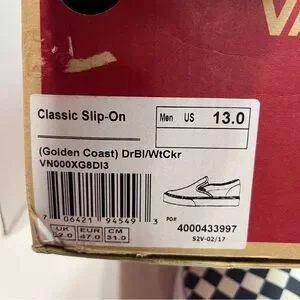 VA
Classic Slip-On
Men US 13.0
(Golden Coast) DrBl/WtCkr
VN000XG8DI3
7 06421 94549 3
PO#
4000433997
S2V-02/17
UK EUR CM
12.0 47.0 31.0